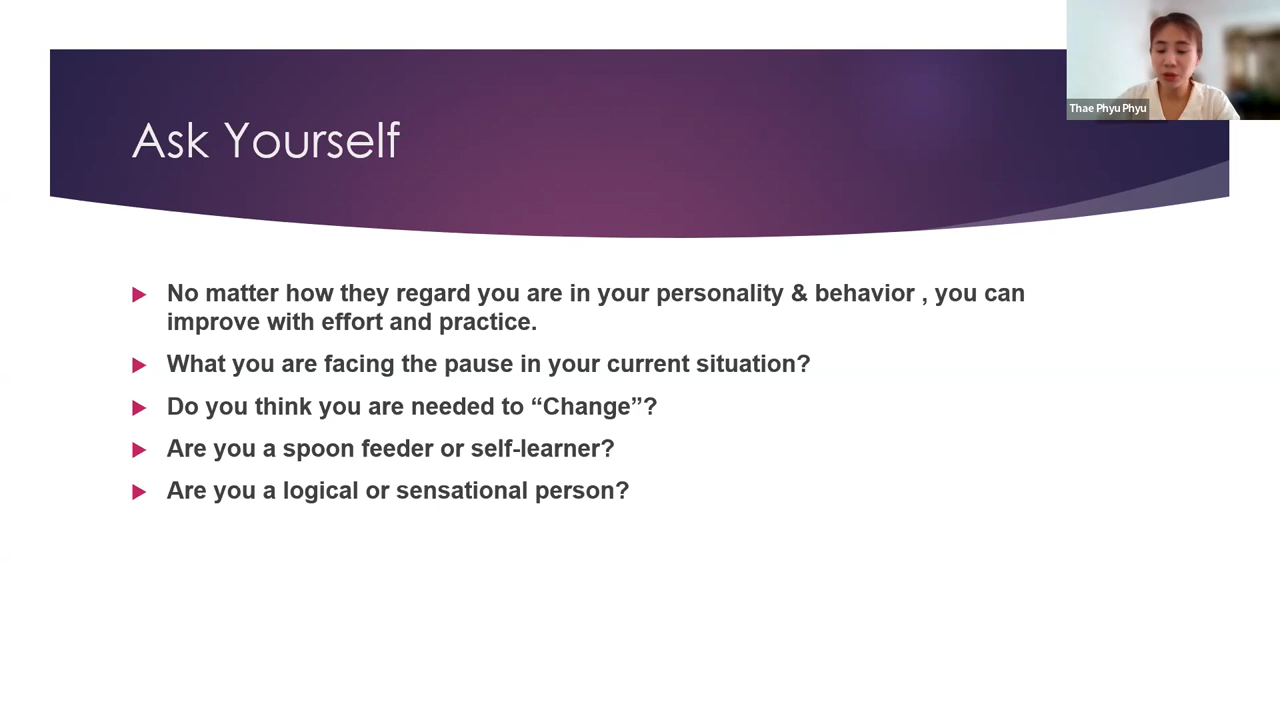 Thae Phyu Phyu
Ask Yourself
No matter how they regard you are in your personality & behavior , you can
improve with effort and practice.
What you are facing the pause in your current situation?
Do you think you are needed to “Change”?
Are you a spoon feeder or self-learner?
Are you a logical or sensational person?